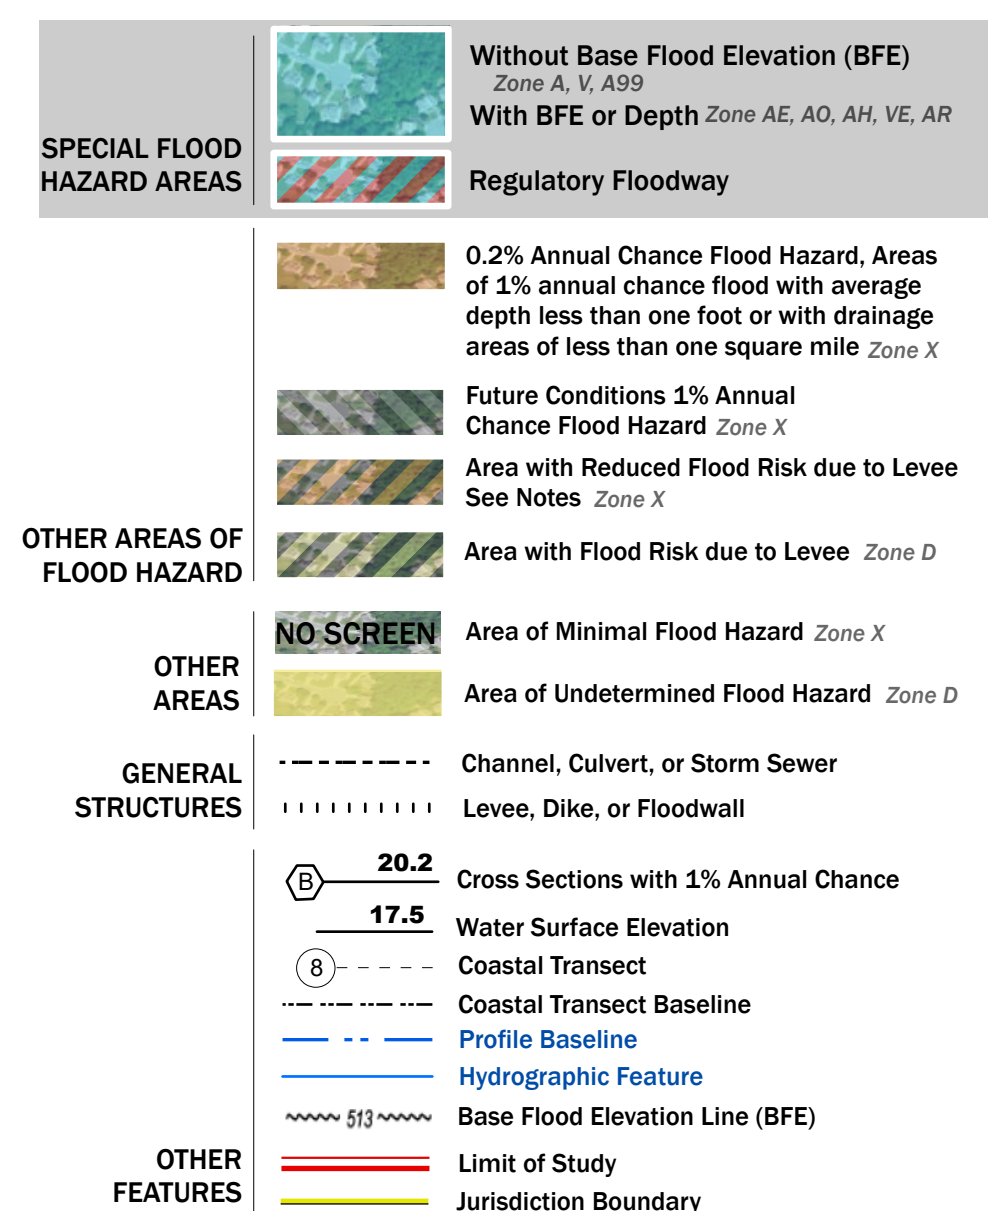 SPECIAL FLOOD
HAZARD AREAS
Without Base Flood Elevation (BFE)
Zone A, V, A99
With BFE or Depth Zone AE, AO, AH, VE, AR
Regulatory Floodway
OTHER AREAS OF
FLOOD HAZARD
0.2% Annual Chance Flood Hazard, Areas
of 1% annual chance flood with average
depth less than one foot or with drainage
areas of less than one square mile Zone X
Future Conditions 1% Annual
Chance Flood Hazard Zone X
Area with Reduced Flood Risk due to Levee
See Notes Zone X
Area with Flood Risk due to Levee Zone D
OTHER
AREAS
NO SCREEN Area of Minimal Flood Hazard Zone X
Area of Undetermined Flood Hazard Zone D
GENERAL
STRUCTURES
Channel, Culvert, or Storm Sewer
Levee, Dike, or Floodwall
OTHER
FEATURES
B 20.2 Cross Sections with 1% Annual Chance
17.5 Water Surface Elevation
8 Coastal Transect
Coastal Transect Baseline
Profile Baseline
Hydrographic Feature
513 Base Flood Elevation Line (BFE)
Limit of Study
Jurisdiction Boundary